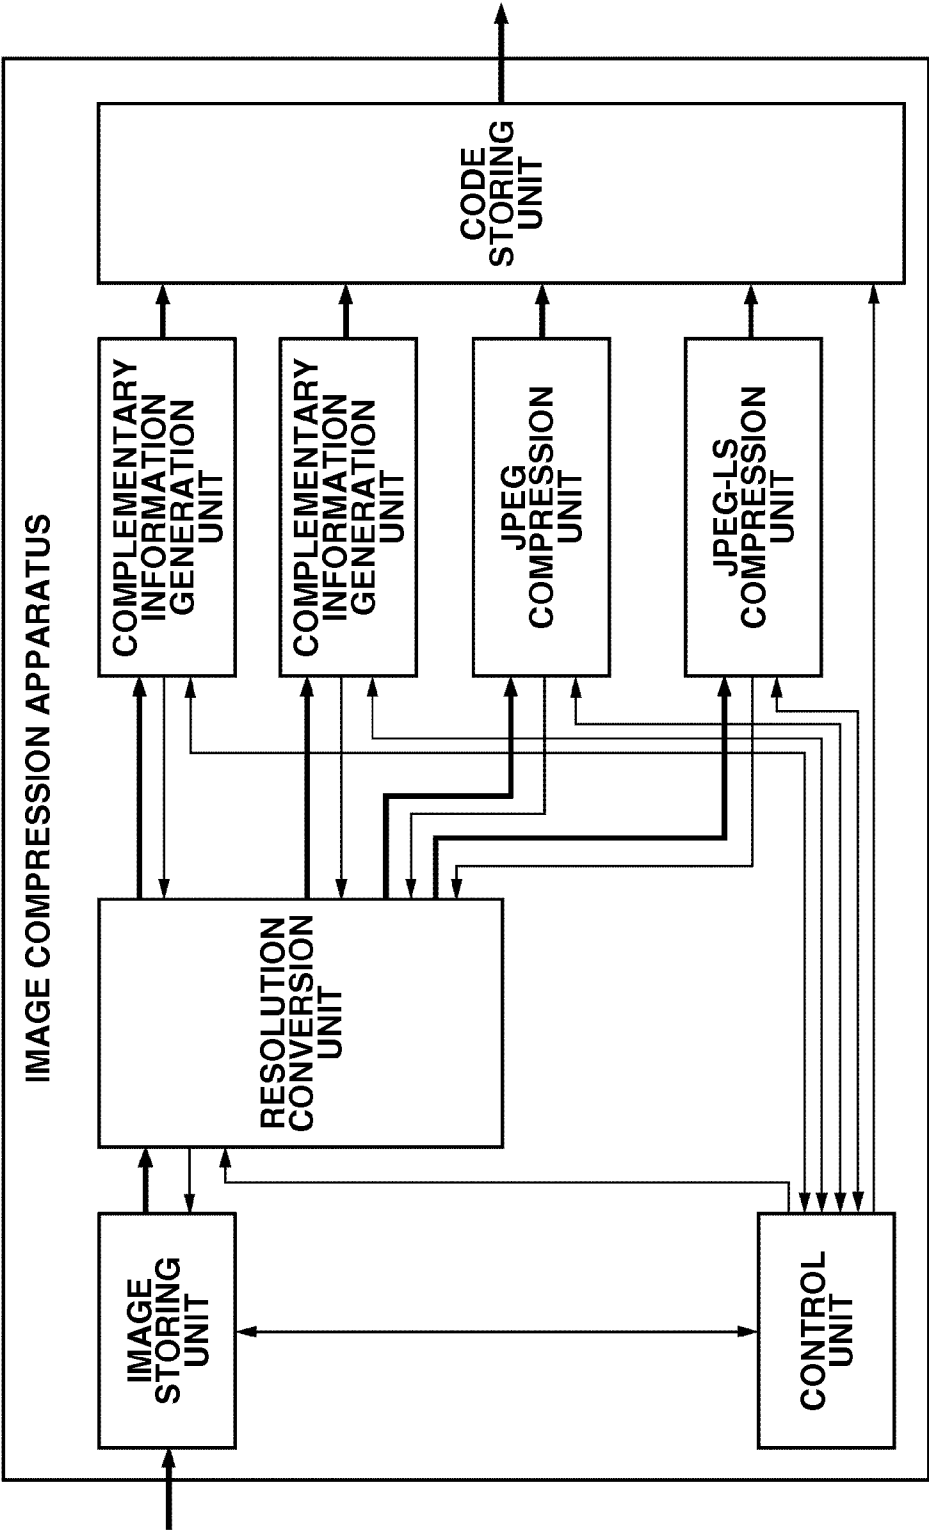 IMAGE COMPRESSION APPARATUS
IMAGE
STORING
UNIT
RESOLUTION
CONVERSION
UNIT
COMPLEMENTARY
INFORMATION
GENERATION
UNIT
COMPLEMENTARY
INFORMATION
GENERATION
UNIT
JPEG
COMPRESSION
UNIT
JPEG-LS
COMPRESSION
UNIT
CODE
STORING
UNIT
CONTROL
UNIT